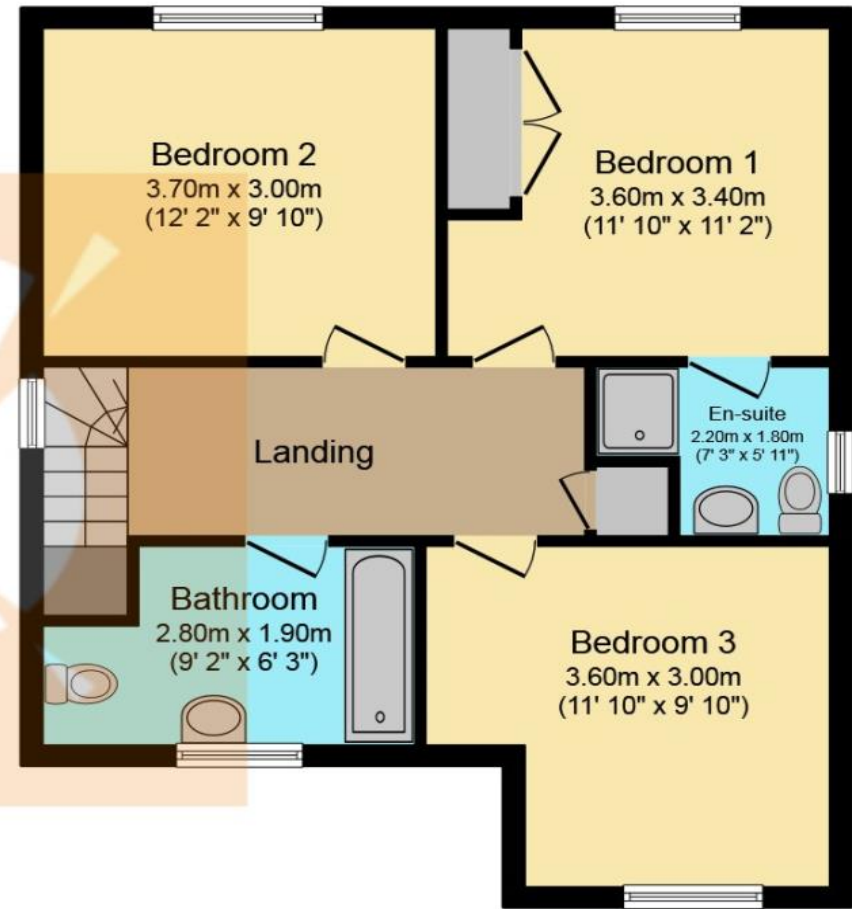 Bedroom 2
3.70m x 3.00m
(12' 2" x 9' 10")
Bedroom 1
3.60m x 3.40m
(11' 10" x 11' 2")
En-suite
2.20m x 1.80m
(7' 3" x 5' 11")
Landing
Bathroom
2.80m x 1.90m
(9' 2" x 6' 3")
Bedroom 3
3.60m x 3.00m
(11' 10" x 9' 10")